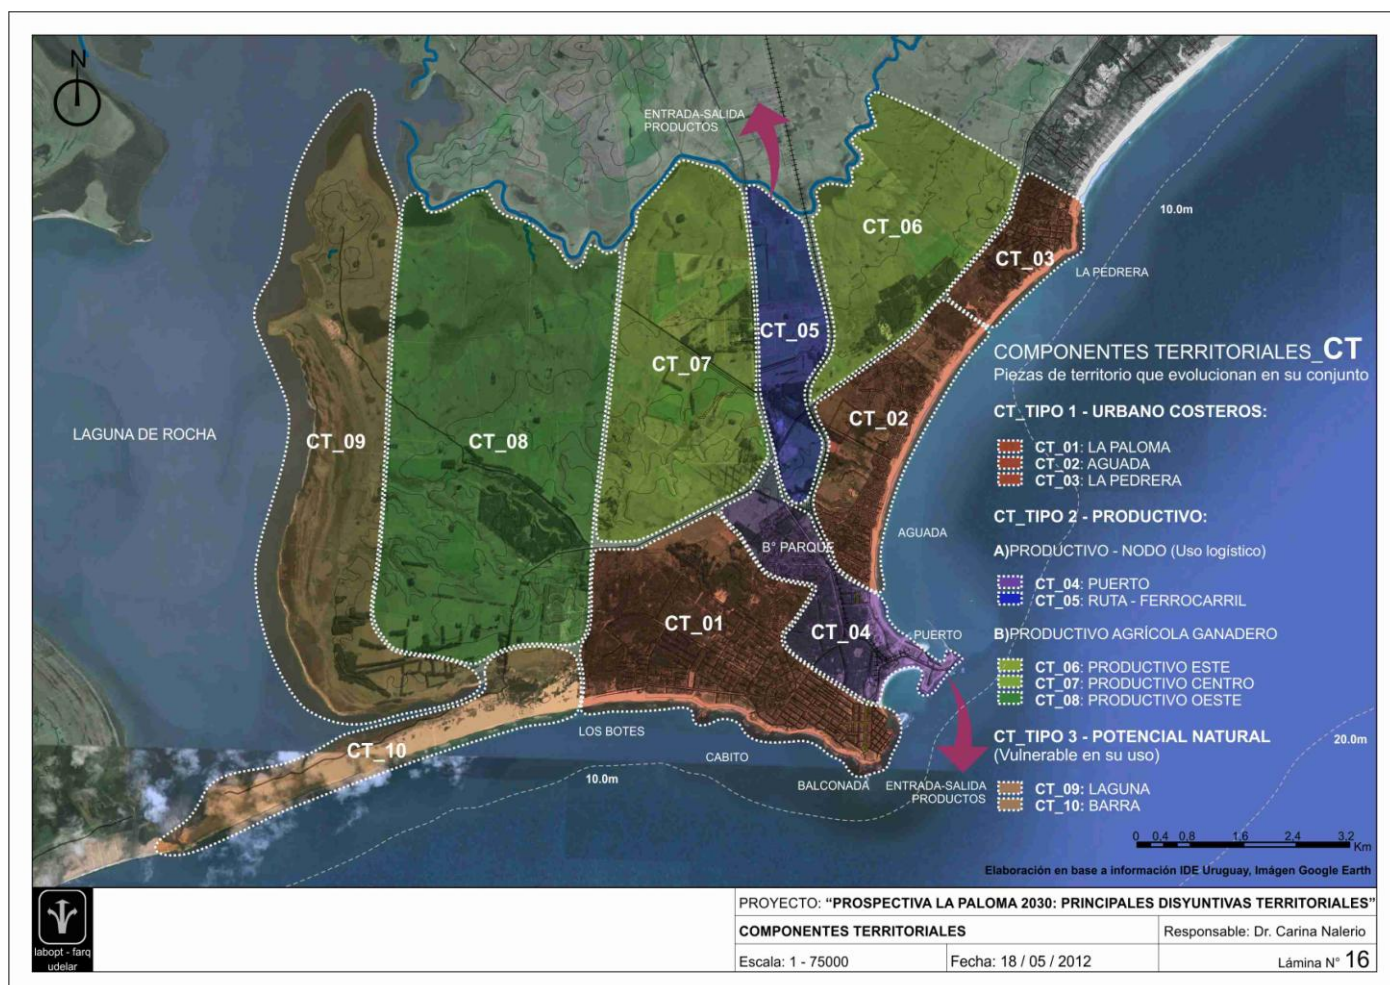 N
ENTRADA-SALIDA
PRODUCTOS
CT_06
10.0m
CT_03
LA PEDRERA
CT_05
CT_07
CT_02
CT_09
CT_08
LAGUNA DE ROCHA
AGUADA
B° PARQUE
CT_01
CT_04
PUERTO
LOS BOTES
CT_10
CABITO
10.0m
BALCONADA
ENTRADA-SALIDA
PRODUCTOS
20.0m
COMPONENTES TERRITORIALES_CT
Piezas de territorio que evolucionan en su conjunto
CT_TIPO 1 - URBANO COSTEROS:
CT_01: LA PALOMA
CT_02: AGUADA
CT_03: LA PEDRERA
CT_TIPO 2 - PRODUCTIVO:
A)PRODUCTIVO - NODO (Uso logístico)
CT_04: PUERTO
CT_05: RUTA - FERROCARRIL
B)PRODUCTIVO AGRÍCOLA GANADERO
CT_06: PRODUCTIVO ESTE
CT_07: PRODUCTIVO CENTRO
CT_08: PRODUCTIVO OESTE
CT_TIPO 3 - POTENCIAL NATURAL
(Vulnerable en su uso)
CT_09: LAGUNA
CT_10: BARRA
0 0,4 0,8 1,6 2,4 3,2
Km
Elaboración en base a información IDE Uruguay, Imágen Google Earth
labopt - farq
udelar
PROYECTO: “PROSPECTIVA LA PALOMA 2030: PRINCIPALES DISYUNTIVAS TERRITORIALES”
COMPONENTES TERRITORIALES
Responsable: Dr. Carina Nalerio
Escala: 1 - 75000
Fecha: 18 / 05 / 2012
Lámina N° 16